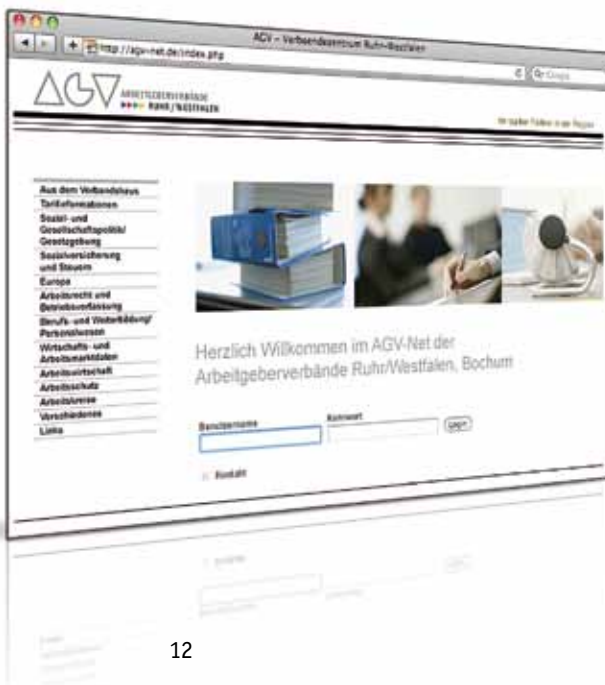 AGV - Verbaendezentrum Ruhr-Westfalen
http://agv-net.de/index.php
AGV ARBEITGEBERVERBÄNDE
RUHR/WESTFALEN
Aus dem Verbandshaus
Tarifinformationen
Sozial- und
Gesellschaftspolitik/
Gesetzgebung
Sozialversicherung
und Steuern
Europa
Arbeitsrecht und
Betriebsverfassung
Berufs- und Weiterbildung/
Personalwesen
Wirtschafts- und
Arbeitsmarktdaten
Arbeitswirtschaft
Arbeitsschutz
Arbeitskreise
Verschiedenes
Links
Herzlich Willkommen im AGV-Net der
Arbeitgeberverbände Ruhr/Westfalen, Bochum
Benutzername Kennwort
Login
Kontakt
12